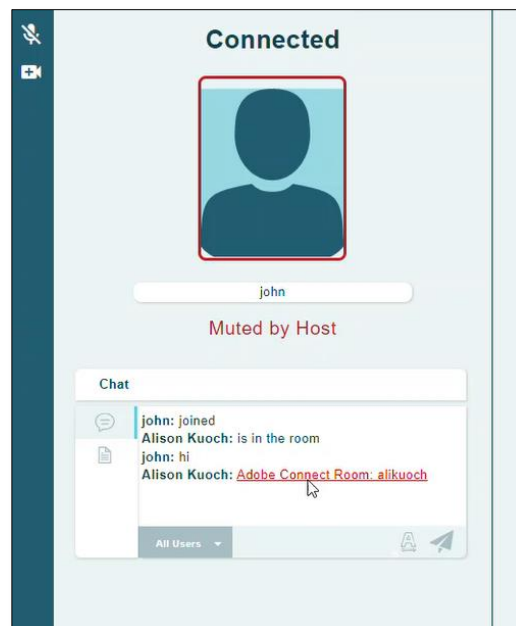 Connected
john
Muted by Host
Chat
john: joined
Alison Kuoch: is in the room
john: hi
Alison Kuoch: Adobe Connect Room: alikuoch
All Users
A